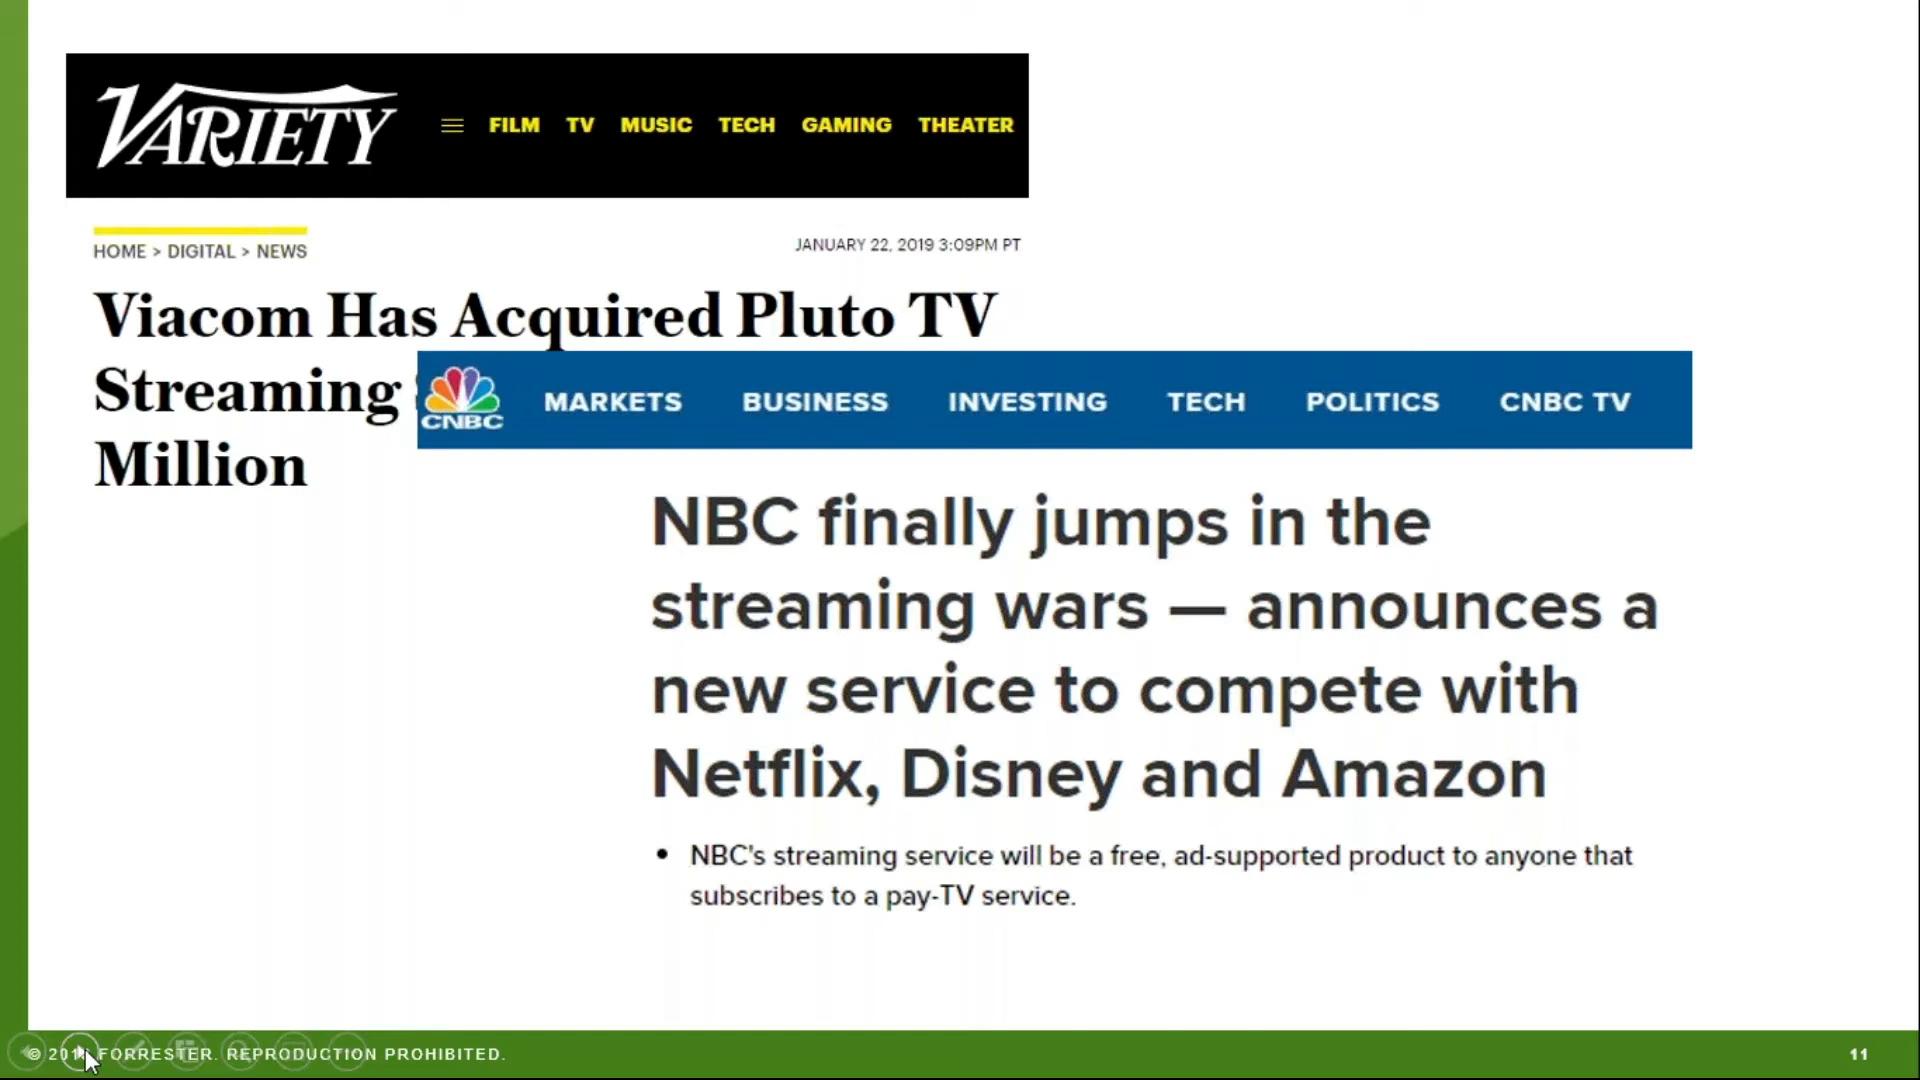 VARIETY
FILM TV MUSIC TECH GAMING THEATER
HOME > DIGITAL > NEWS
JANUARY 22, 2019 3:09PM PT
Viacom Has Acquired Pluto TV
Streaming
Million
CNBC MARKETS BUSINESS INVESTING TECH POLITICS CNBC TV
NBC finally jumps in the
streaming wars — announces a
new service to compete with
Netflix, Disney and Amazon
• NBC's streaming service will be a free, ad-supported product to anyone that
subscribes to a pay-TV service.
© FORRESTER. REPRODUCTION PROHIBITED.
11